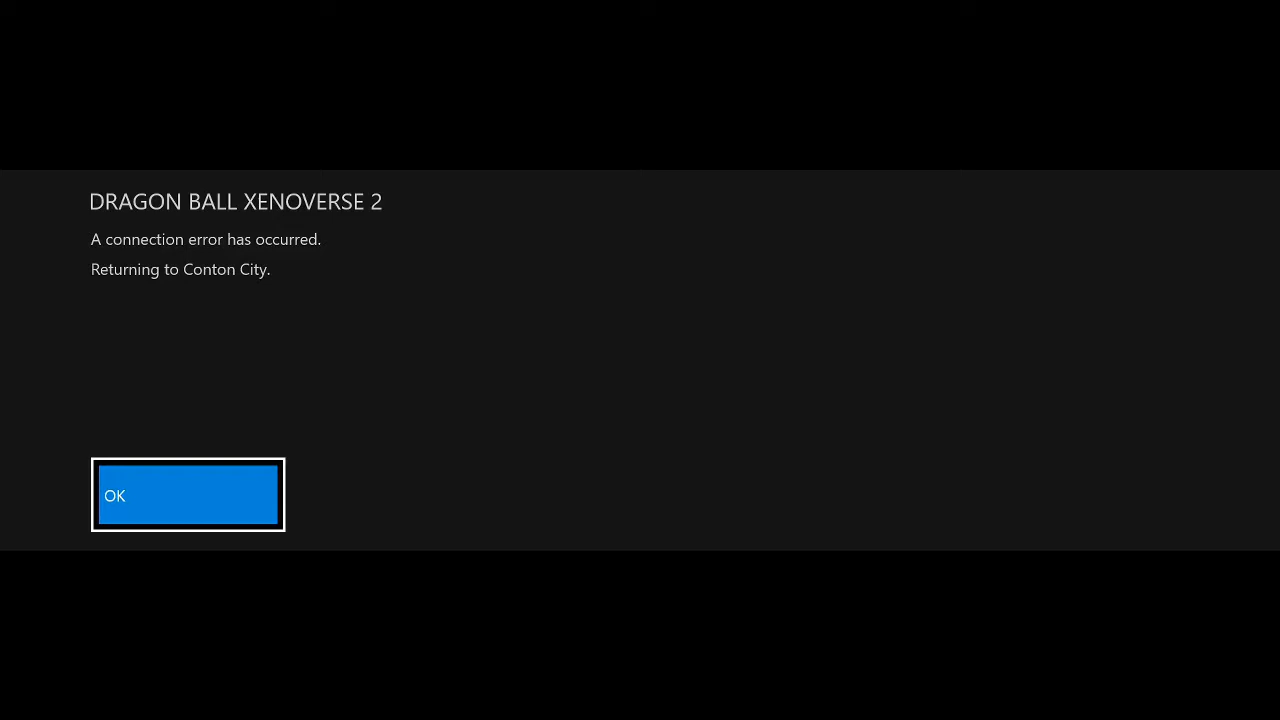 DRAGON BALL XENOVERSE 2
A connection error has occurred.
Returning to Conton City.
OK